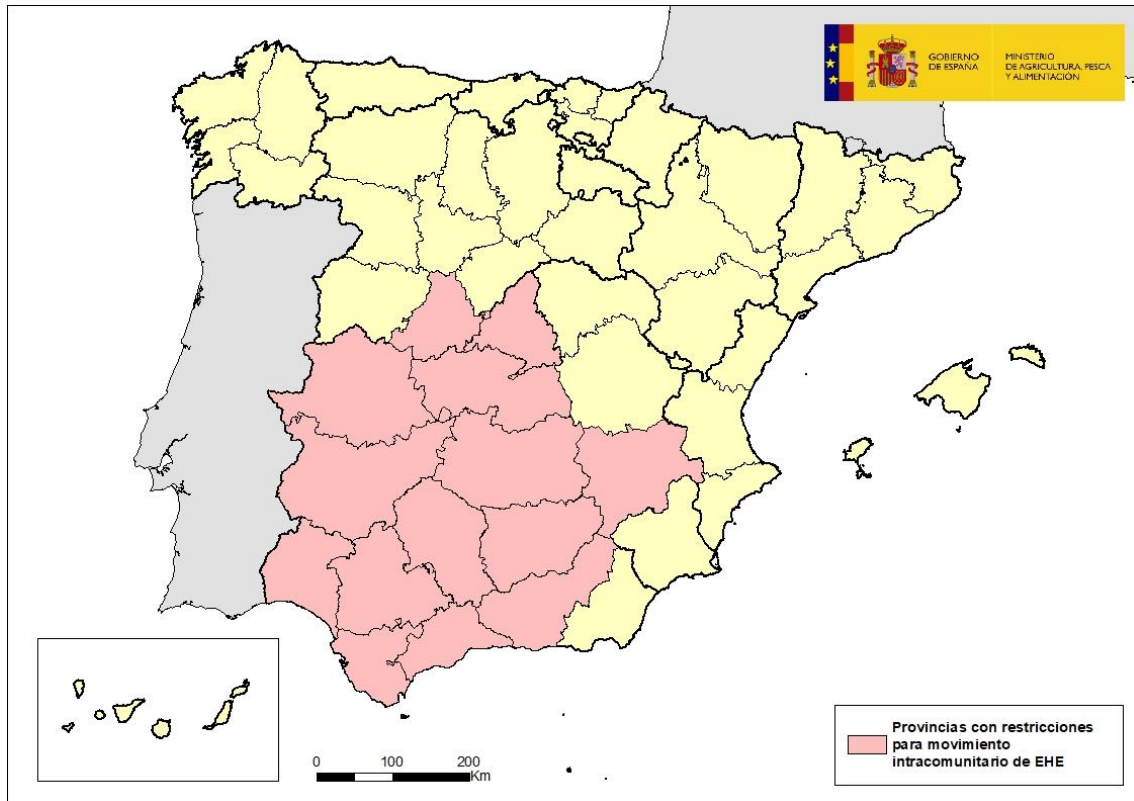 GOBIERNO
DE ESPAÑA
MINISTERIO
DE AGRICULTURA, PESCA
Y ALIMENTACIÓN
0 100 200
Km
Provincias con restricciones
para movimiento
intracomunitario de EHE